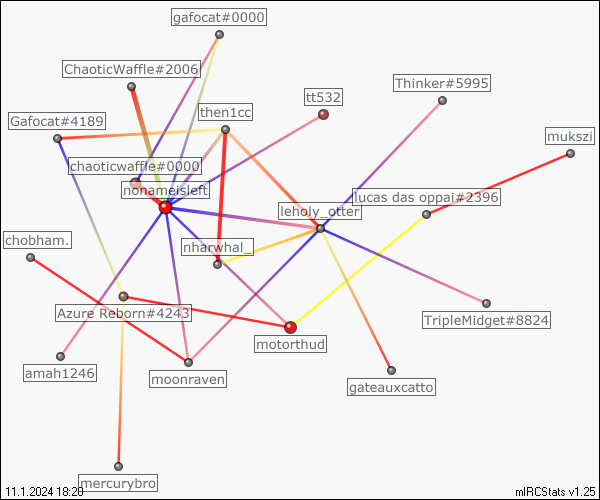 gafocat#0000
ChaoticWaffle#2006
Thinker#5995
tt532
then1cc
Gafocat#4189
mukszi
chaoticwaffle#0000
nonameisleft
lucas das oppai#2396
leholy_otter
chobham.
nharwhal_
Azure Reborn#4243
TripleMidget#8824
motorthud
amah1246
moonraven
gateauxcatto
mercurybro
11.1.2024 18:20
mIRCStats v1.25